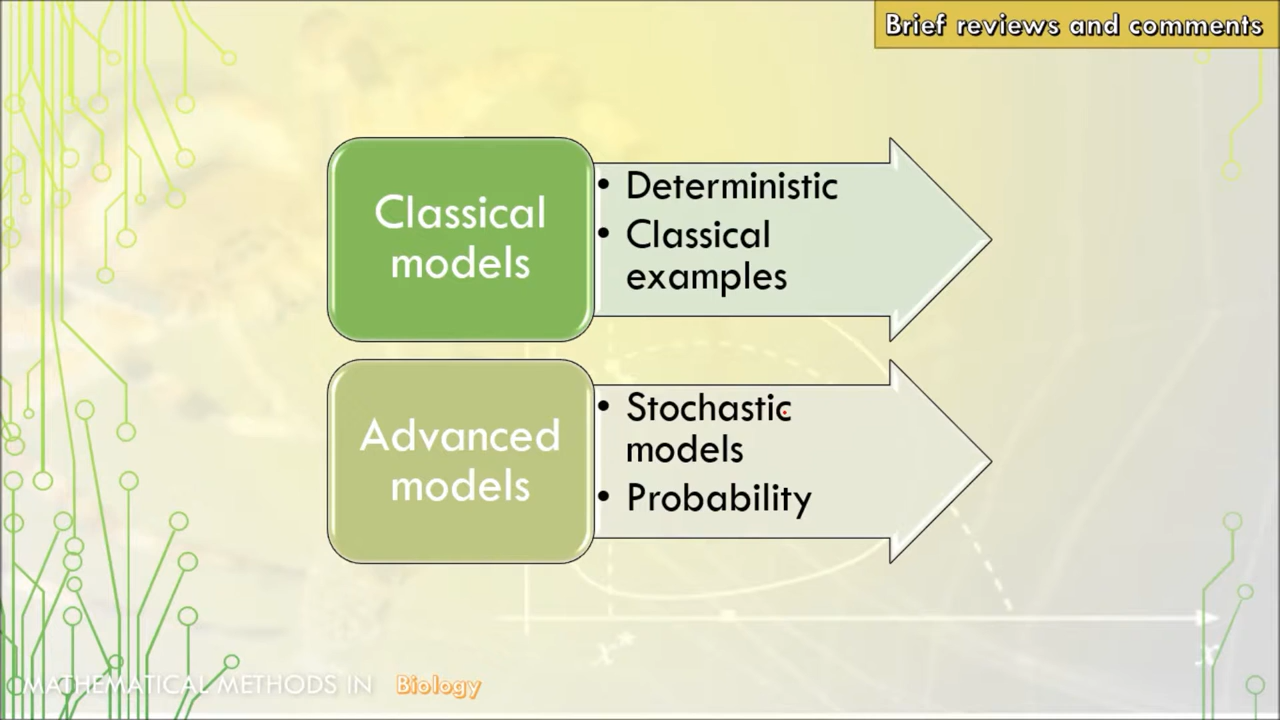 Brief reviews and comments
Classical
models
• Deterministic
• Classical
examples
Advanced
models
• Stochastic
models
• Probability
x*
x
MATHEMATICAL METHODS IN Biology